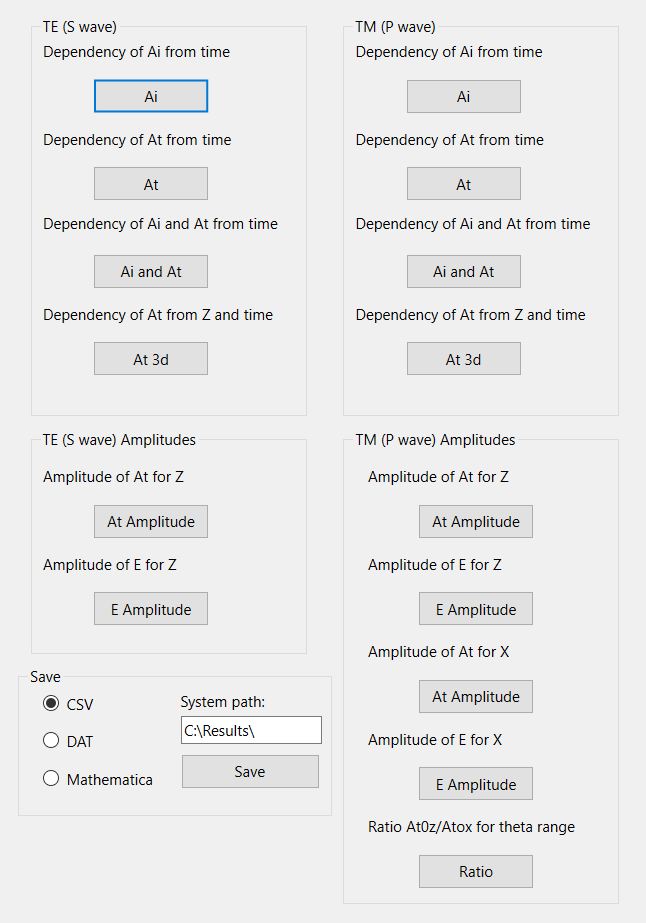 TE (S wave)
Dependency of Ai from time
Ai
Dependency of At from time
At
Dependency of Ai and At from time
Ai and At
Dependency of At from Z and time
At 3d
TM (P wave)
Dependency of Ai from time
Ai
Dependency of At from time
At
Dependency of Ai and At from time
Ai and At
Dependency of At from Z and time
At 3d
TE (S wave) Amplitudes
Amplitude of At for Z
At Amplitude
Amplitude of E for Z
E Amplitude
TM (P wave) Amplitudes
Amplitude of At for Z
At Amplitude
Amplitude of E for Z
E Amplitude
Amplitude of At for X
At Amplitude
Amplitude of E for X
E Amplitude
Ratio At0z/Atox for theta range
Ratio
Save
CSV
DAT
Mathematica
System path:
C:\Results\
Save